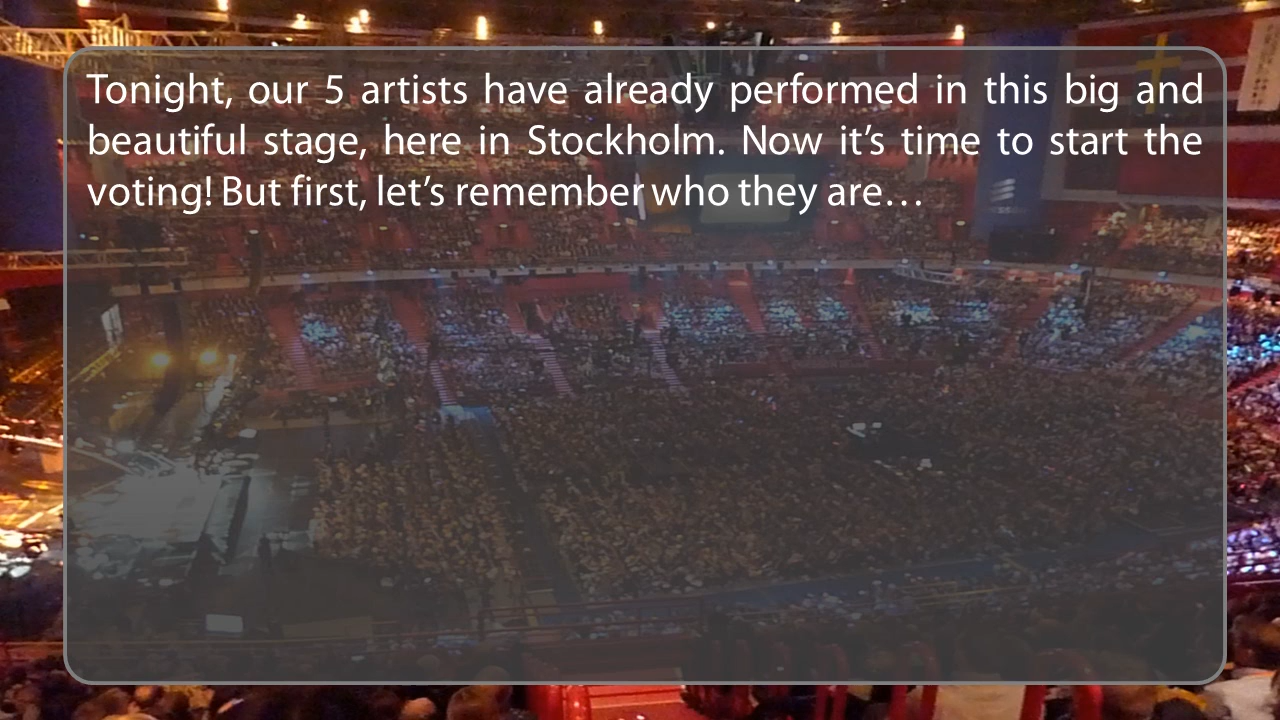 Tonight, our 5 artists have already performed in this big and
beautiful stage, here in Stockholm. Now it’s time to start the
voting! But first, let’s remember who they are…